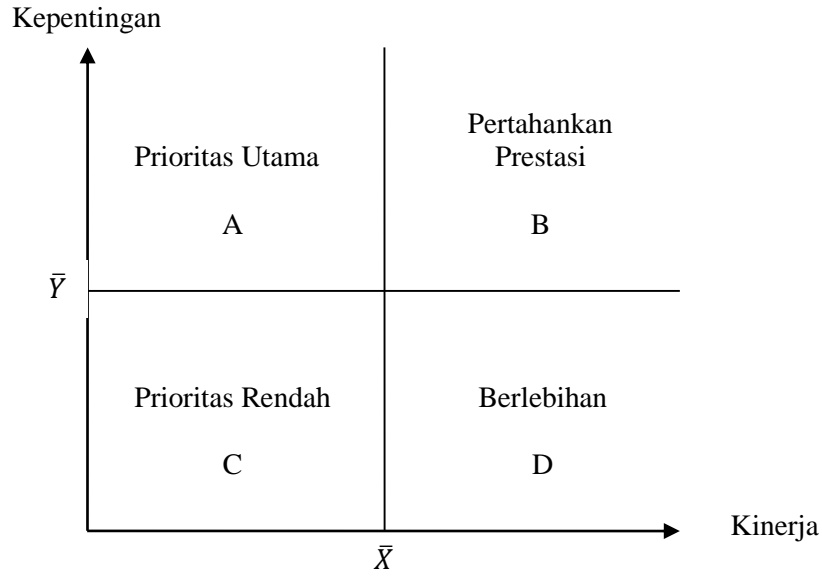 Kepentingan
Pertahankan
Prestasi
Prioritas Utama
A
B
Y̅
Prioritas Rendah
Berlebihan
C
D
Kinerja
X̅